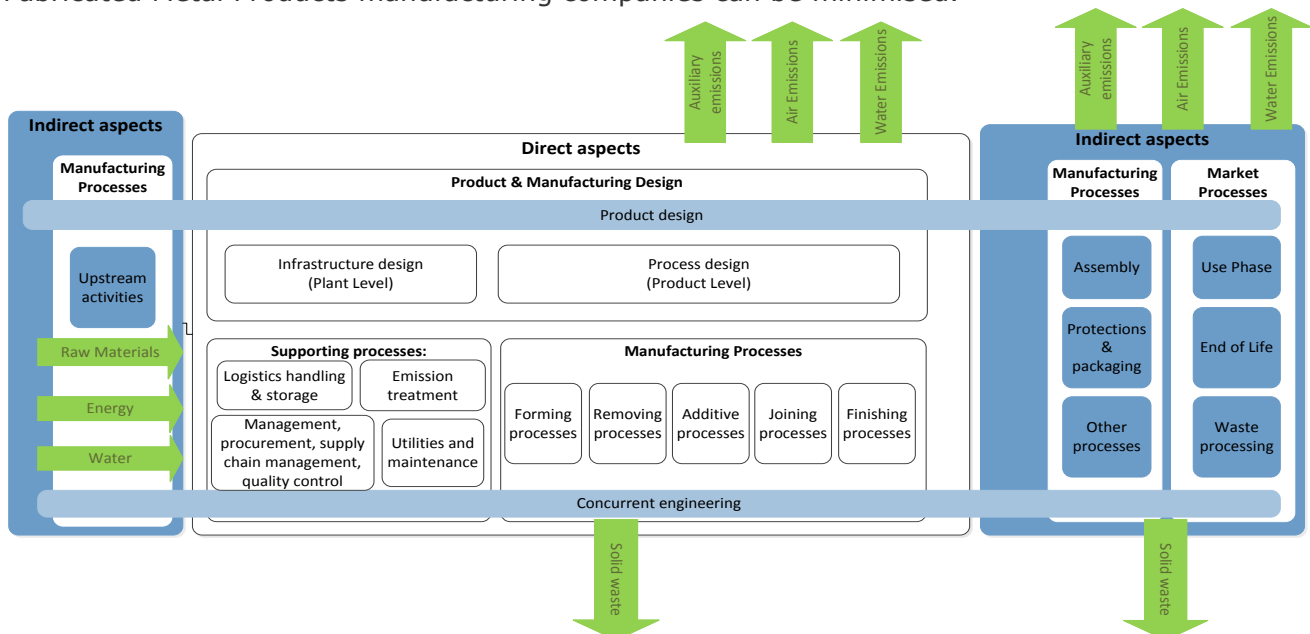 Fabricated Metal Products manufacturing companies can be minimised.
Auxiliary
emissions
Air Emissions
Water Emissions
Auxiliary
emissions
Air Emissions
Water Emissions
Indirect aspects
Manufacturing
Processes
Upstream
activities
Raw Materials
Energy
Water
Direct aspects
Product & Manufacturing Design
Product design
Infrastructure design
(Plant Level)
Process design
(Product Level)
Supporting processes:
Logistics handling
& storage
Emission
treatment
Management,
procurement, supply
chain management,
quality control
Utilities and
maintenance
Manufacturing Processes
Forming
processes
Removing
processes
Additive
processes
Joining
processes
Finishing
processes
Concurrent engineering
Indirect aspects
Manufacturing
Processes
Assembly
Protections
&
packaging
Other
processes
Market
Processes
Use Phase
End of Life
Waste
processing
Solid waste
Solid waste